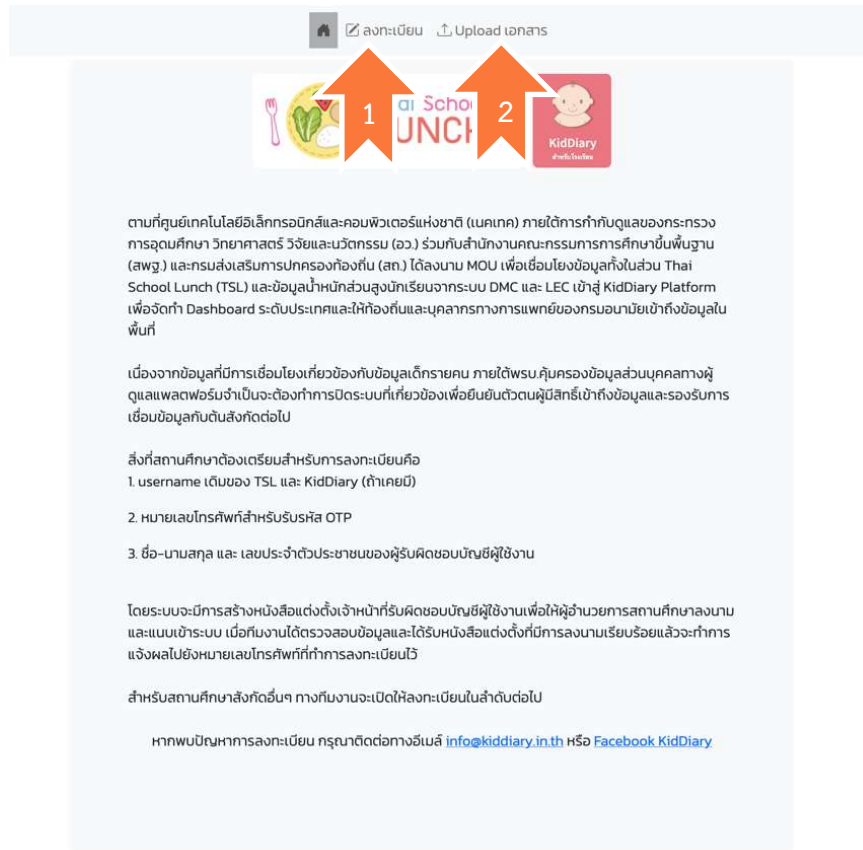 ลงทะเบียน Upload เอกสาร
1 2
KidDiary
สำหรับโรงเรียน
ตามที่ศูนย์เทคโนโลยีอิเล็กทรอนิกส์และคอมพิวเตอร์แห่งชาติ (เนคเทค) ภายใต้การกำกับดูแลของกระทรวง
การอุดมศึกษา วิทยาศาสตร์ วิจัยและนวัตกรรม (อว.) ร่วมกับสำนักงานคณะกรรมการการศึกษาขึ้นพื้นฐาน
(สพฐ.) และกรมส่งเสริมการปกครองท้องถิ่น (สถ.) ได้ลงนาม MOU เพื่อเชื่อมโยงข้อมูลทั้งในส่วน Thai
School Lunch (TSL) และข้อมูลน้ำหนักส่วนสูงนักเรียนจากระบบ DMC และ LEC เข้าสู่ KidDiary Platform
เพื่อจัดทำ Dashboard ระดับประเทศและให้ท้องถิ่นและบุคลากรทางการแพทย์ของกรมอนามัยเข้าถึงข้อมูลใน
พื้นที่
เนื่องจากข้อมูลที่มีการเชื่อมโยงเกี่ยวข้องกับข้อมูลเด็กรายคน ภายใต้พรบ.คุ้มครองข้อมูลส่วนบุคคลทางผู้
ดูแลแพลตฟอร์มจำเป็นจะต้องทำการปิดระบบที่เกี่ยวข้องเพื่อยืนยันตัวตนผู้มีสิทธิ์เข้าถึงข้อมูลและรองรับการ
เชื่อมข้อมูลกับต้นสังกัดต่อไป
สิ่งที่สถานศึกษาต้องเตรียมสำหรับการลงทะเบียนคือ
1. username เดิมของ TSL และ KidDiary (ถ้าเคยมี)
2. หมายเลขโทรศัพท์สำหรับรับรหัส OTP
3. ชื่อ-นามสกุล และ เลขประจำตัวประชาชนของผู้รับผิดชอบบัญชีผู้ใช้งาน
โดยระบบจะมีการสร้างหนังสือแต่งตั้งเจ้าหน้าที่รับผิดชอบบัญชีผู้ใช้งานเพื่อให้ผู้อำนวยการสถานศึกษาลงนาม
และแนบเข้าระบบ เมื่อทีมงานได้ตรวจสอบข้อมูลและได้รับหนังสือแต่งตั้งที่มีการลงนามเรียบร้อยแล้วจะทำการ
แจ้งผลไปยังหมายเลขโทรศัพท์ที่ทำการลงทะเบียนไว้
สำหรับสถานศึกษาสังกัดอื่นๆ ทางทีมงานจะเปิดให้ลงทะเบียนในลำดับต่อไป
หากพบปัญหาการลงทะเบียน กรุณาติดต่อทางอีเมล์ info@kiddiary.in.th หรือ Facebook KidDiary